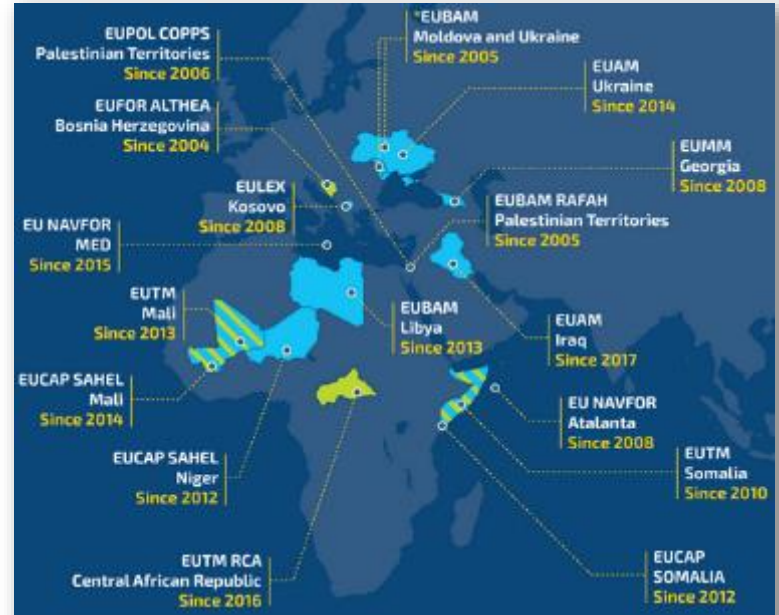 EUPOL COPPS
Palestinian Territories
Since 2006
*EUBAM
Moldova and Ukraine
Since 2005
EUFOR ALTHEA
Bosnia Herzegovina
Since 2004
EUAM
Ukraine
Since 2014
EULEX
Kosovo
Since 2008
EUMM
Georgia
Since 2008
EU NAVFOR
MED
Since 2015
EUBAM RAFAH
Palestinian Territories
Since 2005
EUTM
Mali
Since 2013
EUBAM
Libya
Since 2013
EUAM
Iraq
Since 2017
EUCAP SAHEL
Mali
Since 2014
EU NAVFOR
Atalanta
Since 2008
EUCAP SAHEL
Niger
Since 2012
EUTM
Somalia
Since 2010
EUTM RCA
Central African Republic
Since 2016
EUCAP
SOMALIA
Since 2012